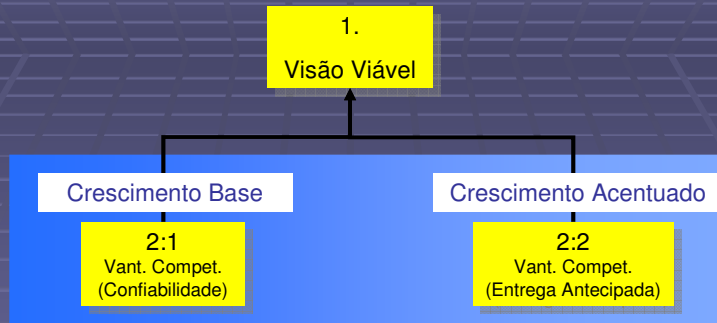 1.
Visão Viável
Crescimento Base
Crescimento Acentuado
2:1
Vant. Compet.
(Confiabilidade)
2:2
Vant. Compet.
(Entrega Antecipada)